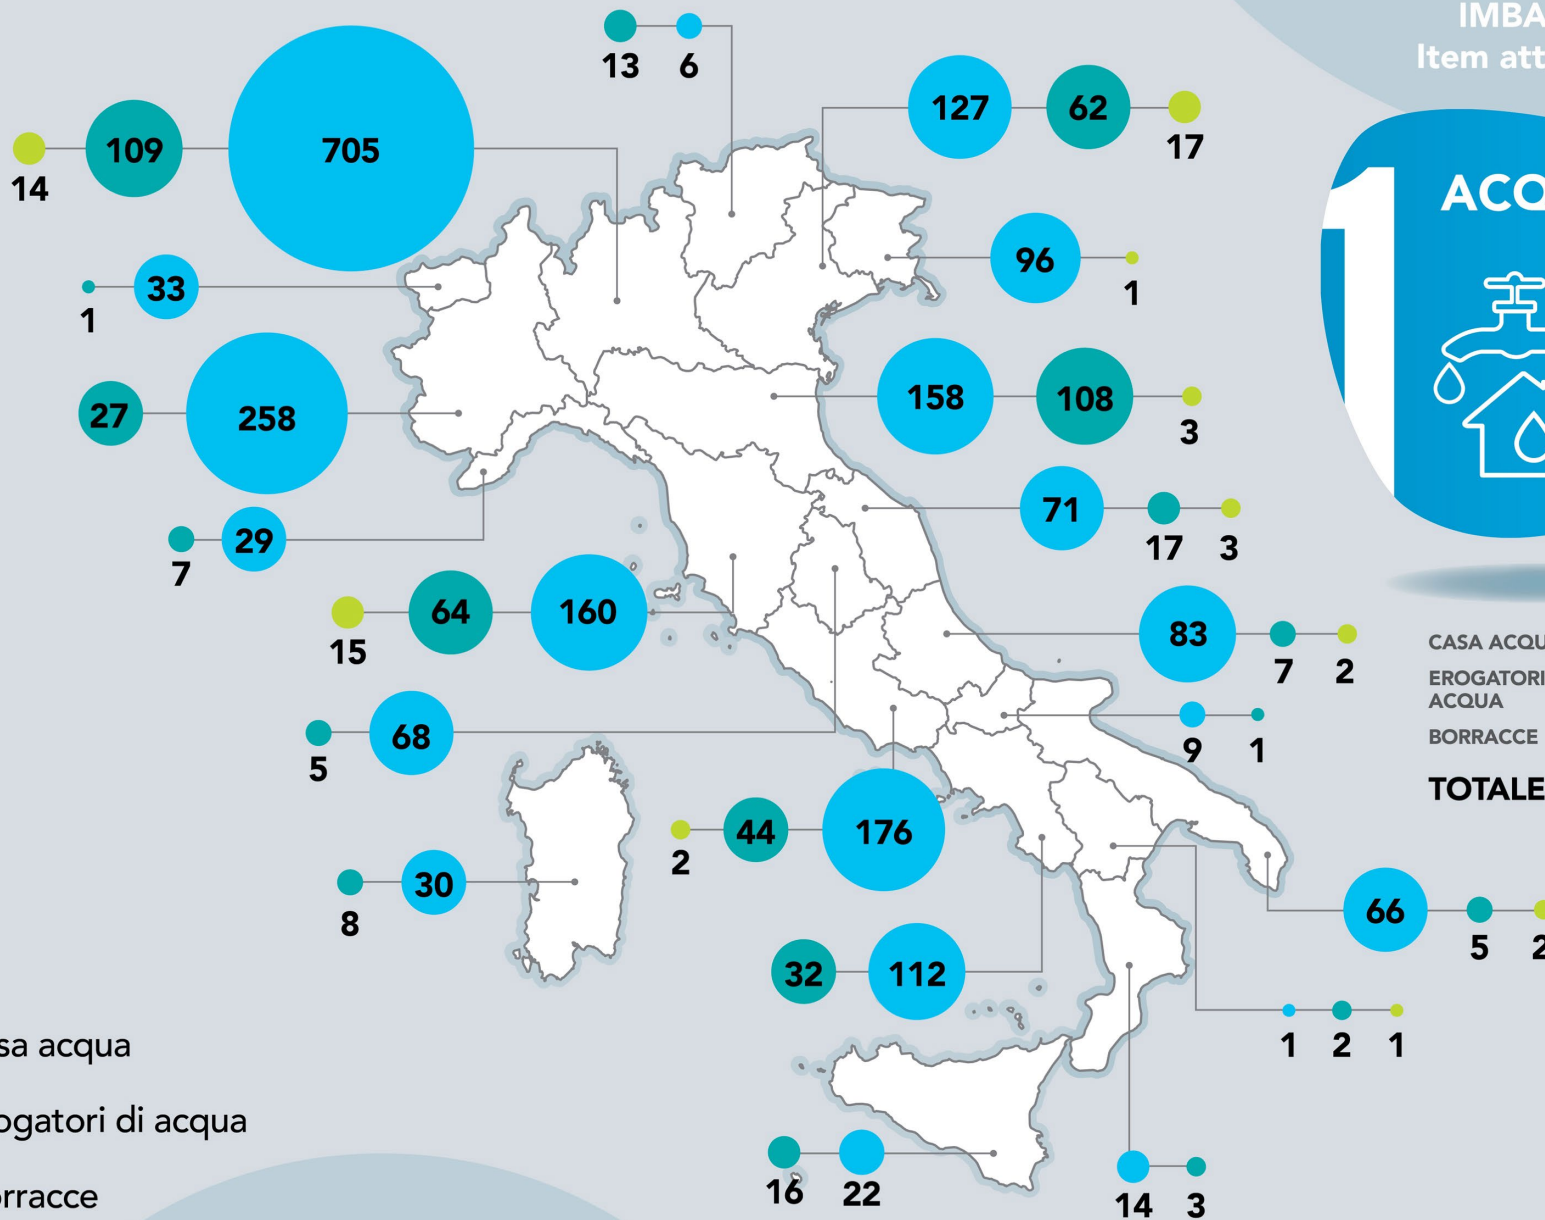 IMBA
Item att
13 6
127 62 17
14 109 705
1
ACQ
96 1
1 33
158 108 3
27 258
71 17 3
7 29
15 64 160
83 7 2
CASA ACQU
EROGATORI
ACQUA
BORRACCE
TOTALE
9 1
5 68
2 44 176
8 30
66 5 2
32 112
1 2 1
sa acqua
ogatori di acqua
orracce
16 22
14 3